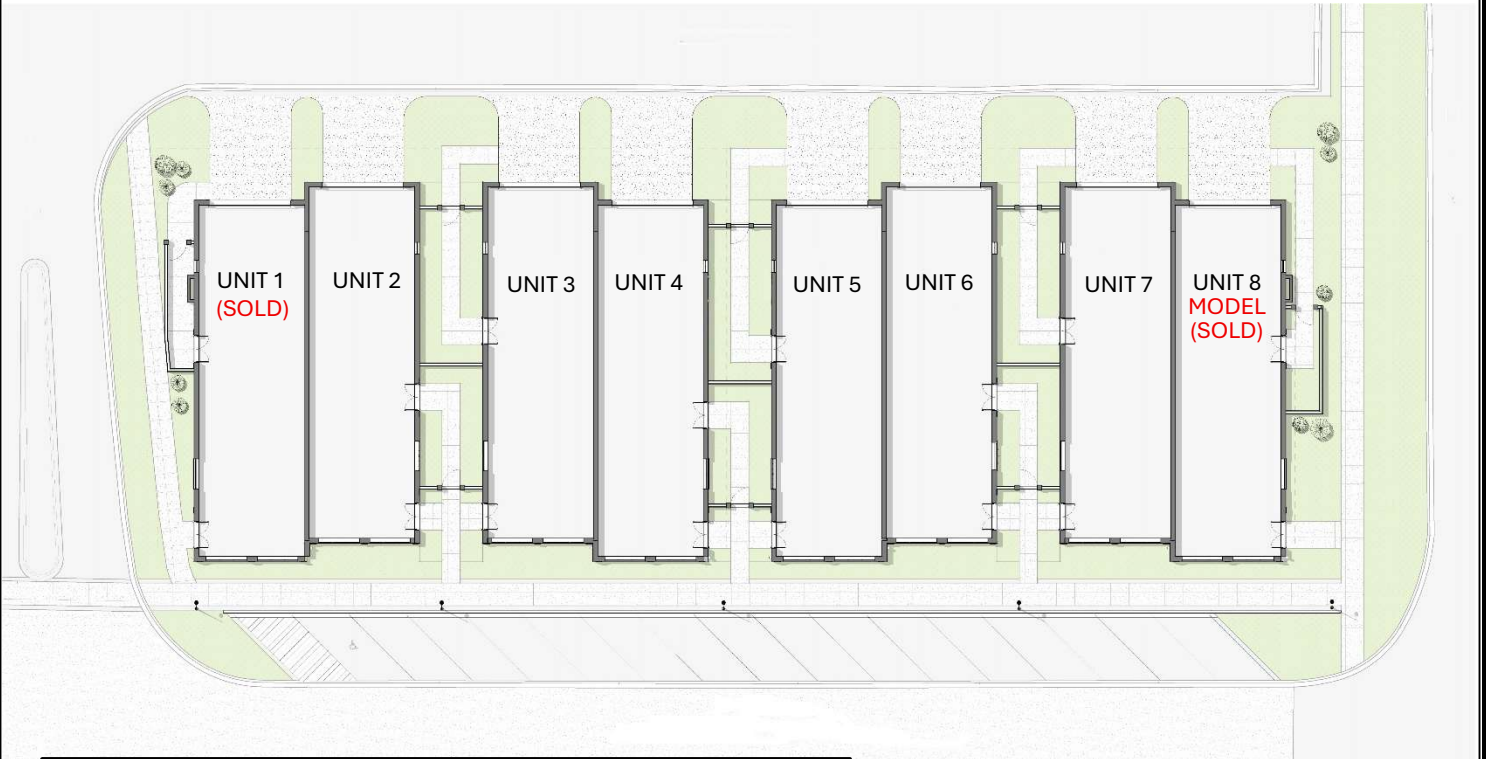 UNIT 1
(SOLD)
UNIT 2
UNIT 3
UNIT 4
UNIT 5
UNIT 6
UNIT 7
UNIT 8
MODEL
(SOLD)